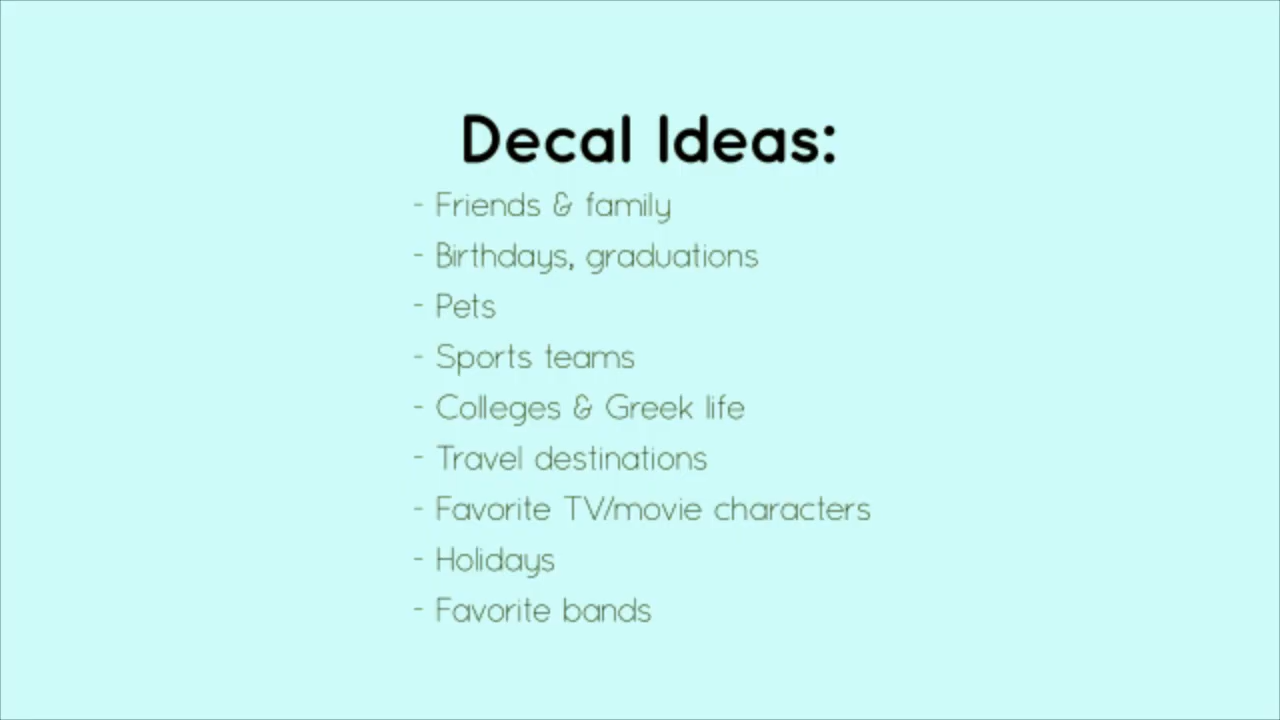 Decal Ideas:
- Friends & family
- Birthdays, graduations
- Pets
- Sports teams
- Colleges & Greek life
- Travel destinations
- Favorite TV/movie characters
- Holidays
- Favorite bands